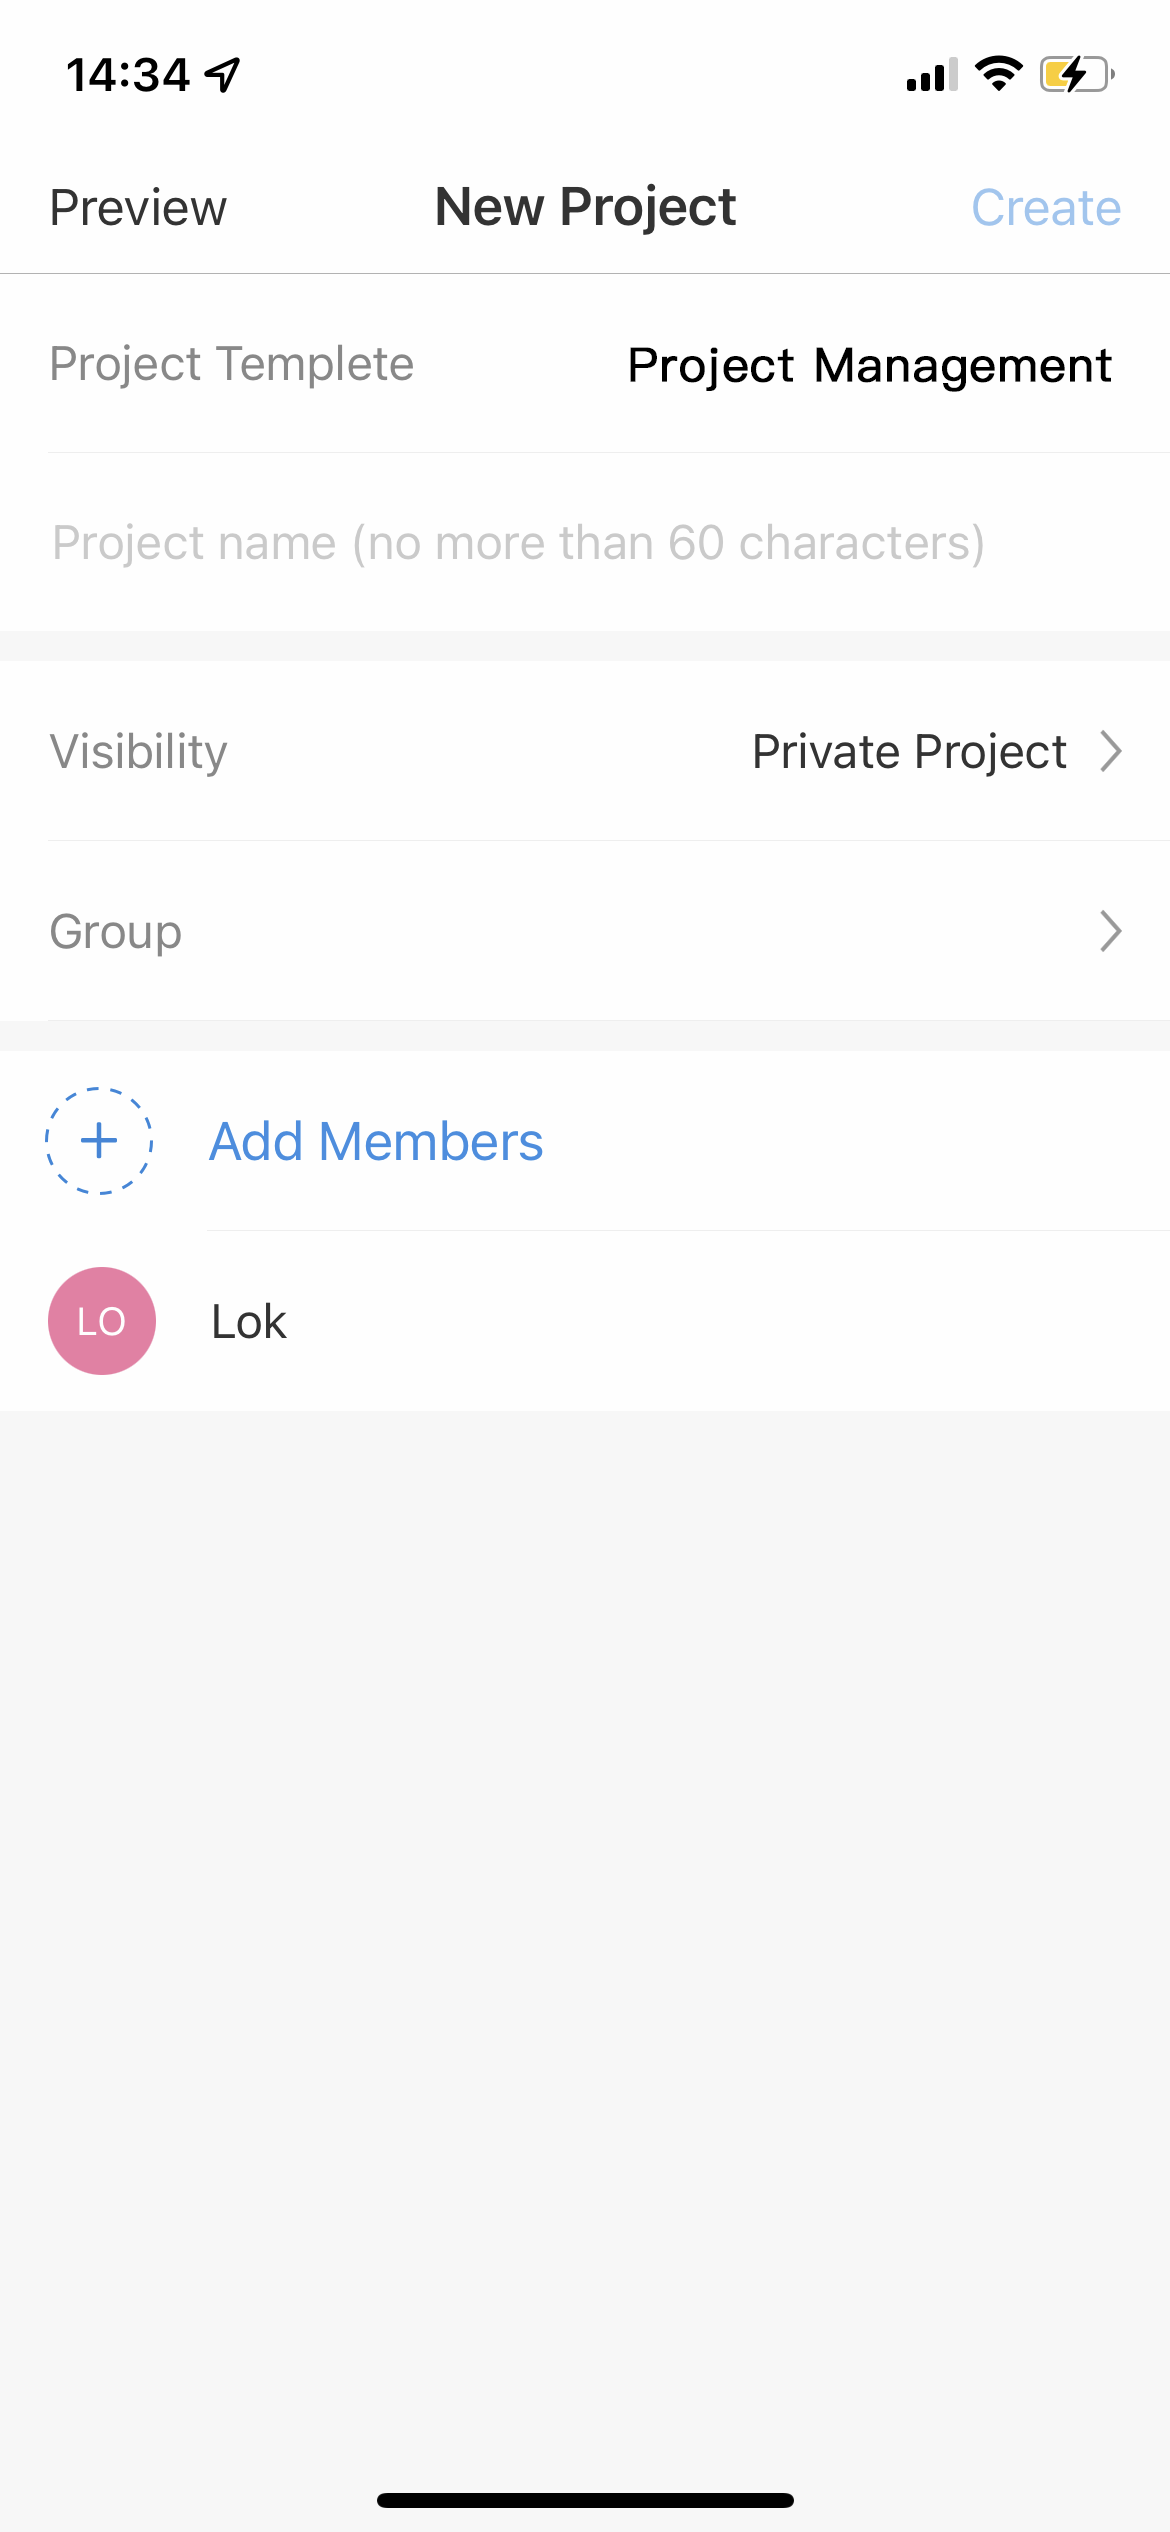 14:34
Preview New Project Create
Project Templete Project Management
Project name (no more than 60 characters)
Visibility Private Project
Group
Add Members
LO Lok